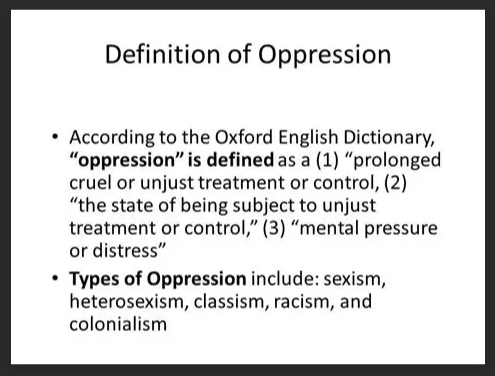 Definition of Oppression
• According to the Oxford English Dictionary,
“oppression” is defined as a (1) “prolonged
cruel or unjust treatment or control, (2)
“the state of being subject to unjust
treatment or control,” (3) “mental pressure
or distress”
• Types of Oppression include: sexism,
heterosexism, classism, racism, and
colonialism